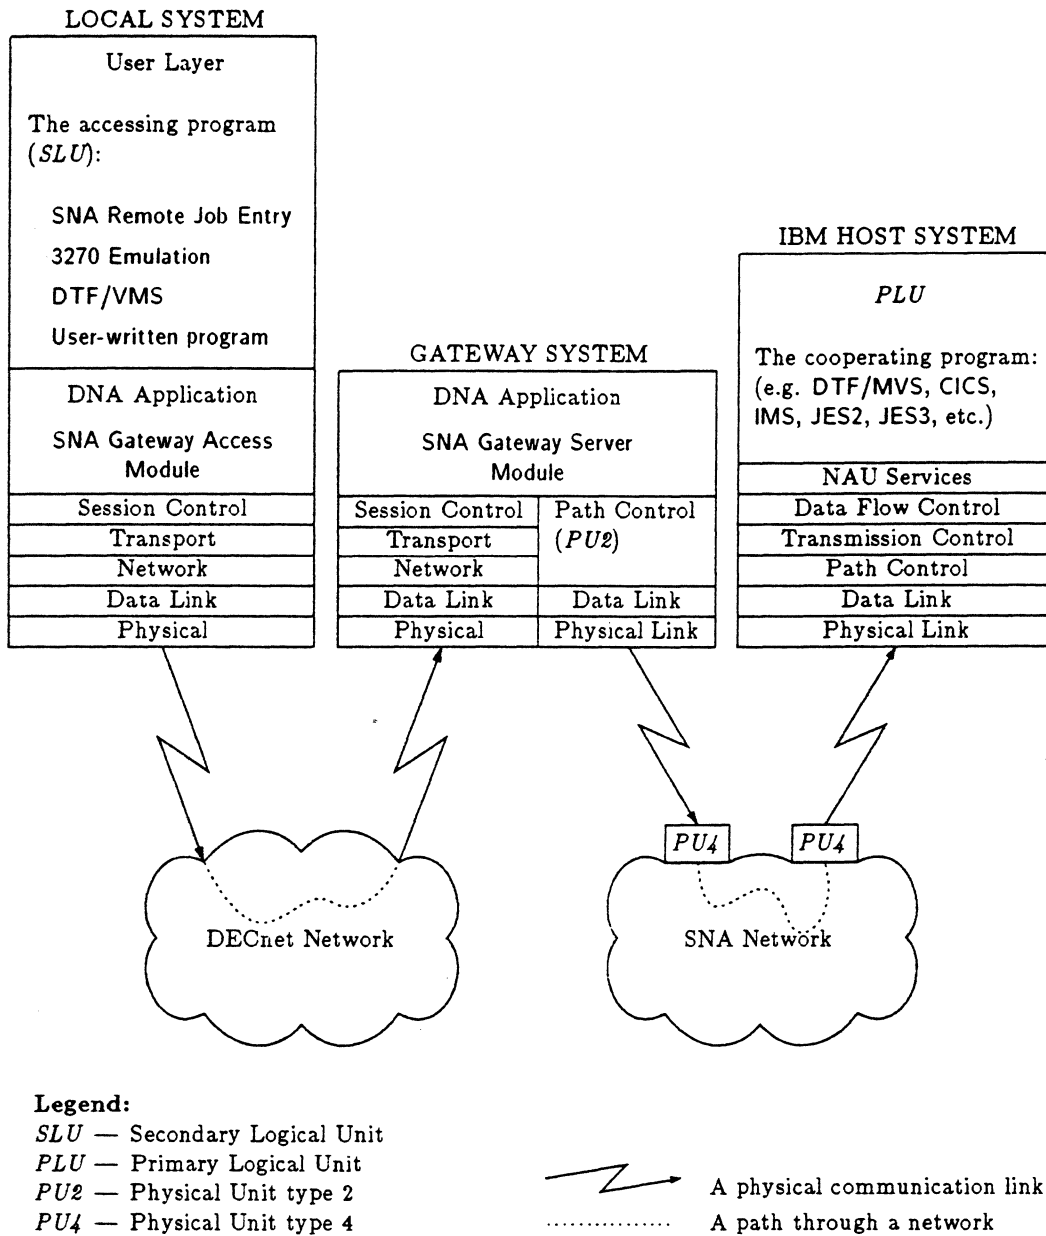 LOCAL SYSTEM
User Layer
The accessing program
(SLU):
SNA Remote Job Entry
3270 Emulation
DTF/VMS
User-written program
DNA Application
SNA Gateway Access
Module
Session Control
Transport
Network
Data Link
Physical
GATEWAY SYSTEM
DNA Application
SNA Gateway Server
Module
Session Control
Transport
Network
Data Link
Physical
Path Control
(PU2)
Data Link
Physical Link
IBM HOST SYSTEM
PLU
The cooperating program:
(e.g. DTF/MVS, CICS,
IMS, JES2, JES3, etc.)
NAU Services
Data Flow Control
Transmission Control
Path Control
Data Link
Physical Link
PU4
PU4
DECnet Network
SNA Network
Legend:
SLU — Secondary Logical Unit
PLU — Primary Logical Unit
PU2 — Physical Unit type 2
PU4 — Physical Unit type 4
A physical communication link
A path through a network